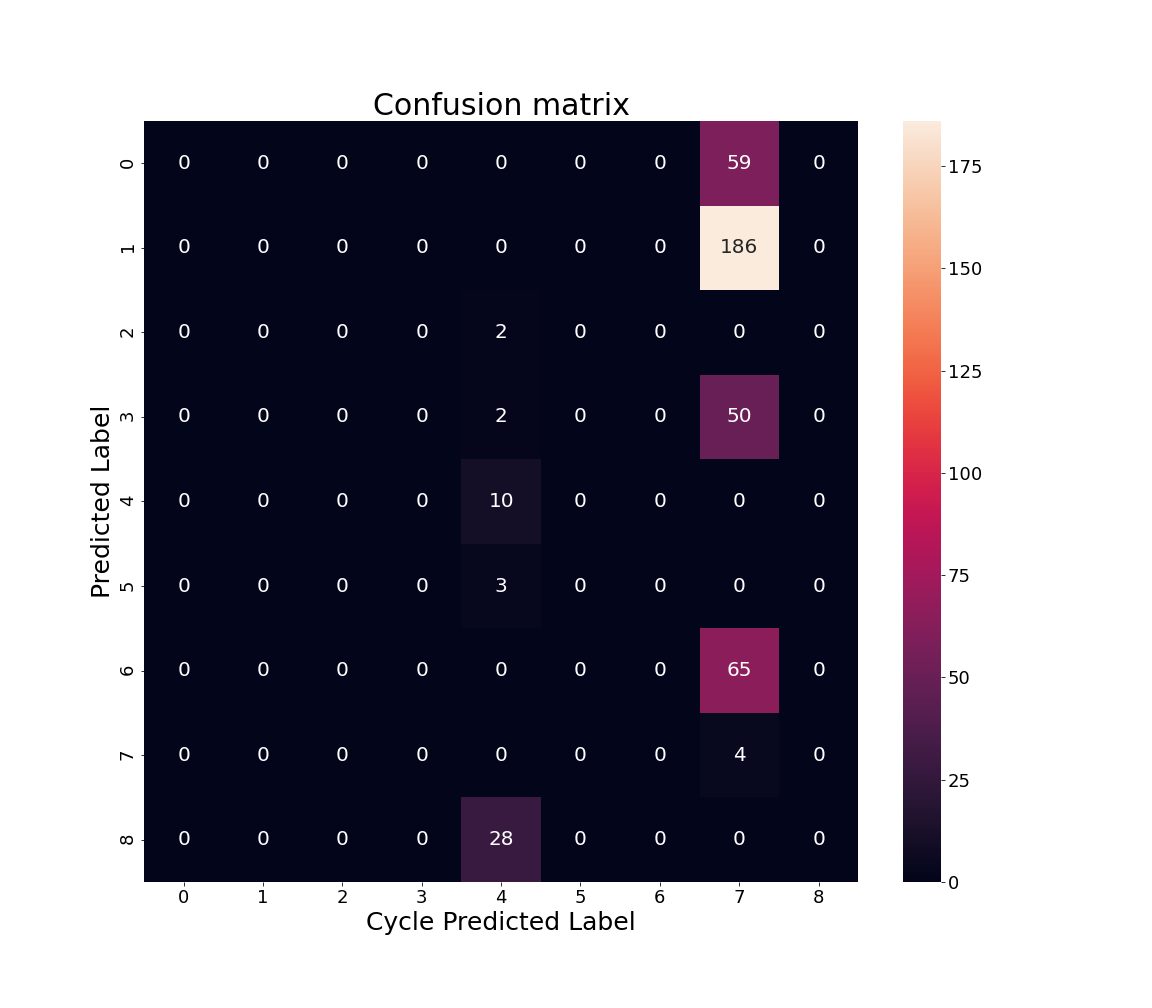 Confusion matrix
0 0 0 0 0 0 0 0 59 0
1 0 0 0 0 0 0 0 186 0
2 0 0 0 0 2 0 0 0 0
3 0 0 0 0 2 0 0 50 0
4 0 0 0 0 10 0 0 0 0
5 0 0 0 0 3 0 0 0 0
6 0 0 0 0 0 0 0 65 0
7 0 0 0 0 0 0 0 4 0
8 0 0 0 0 28 0 0 0 0
0 1 2 3 4 5 6 7 8
Cycle Predicted Label
Predicted Label
175
150
125
100
75
50
25
0